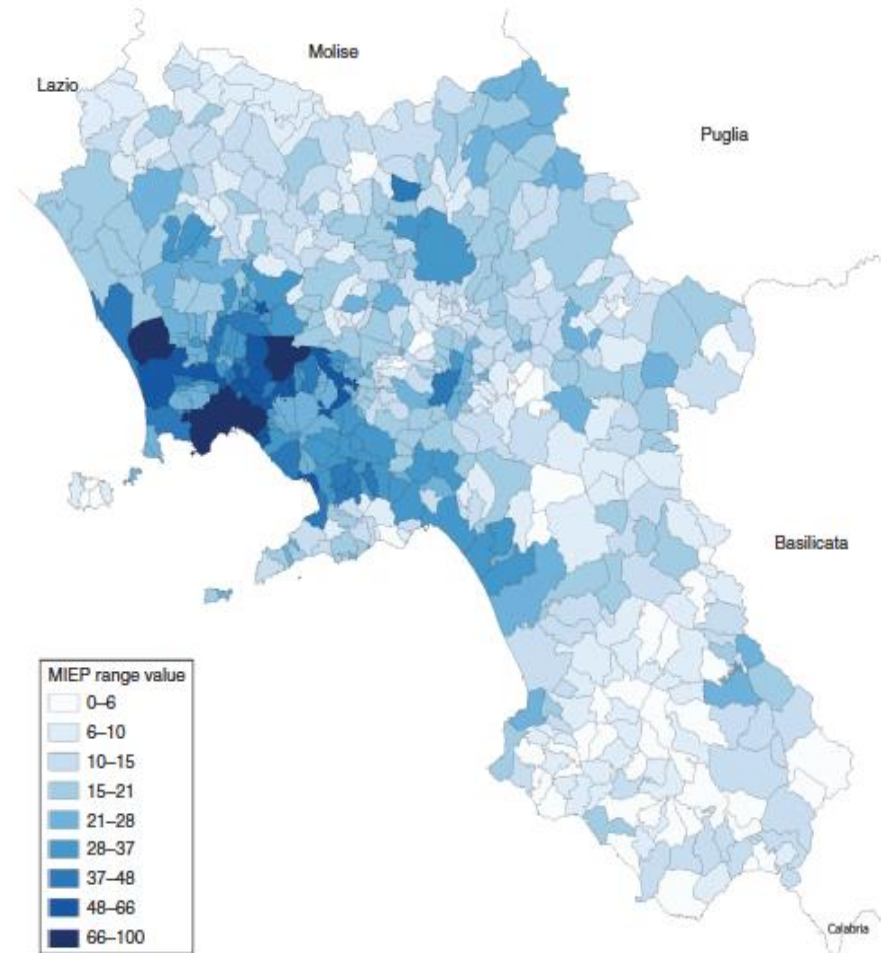 Molise
Lazio
Puglia
Basilicata
MIEP range value
0–6
6–10
10–15
15–21
21–28
28–37
37–48
48–66
66–100
Calabria